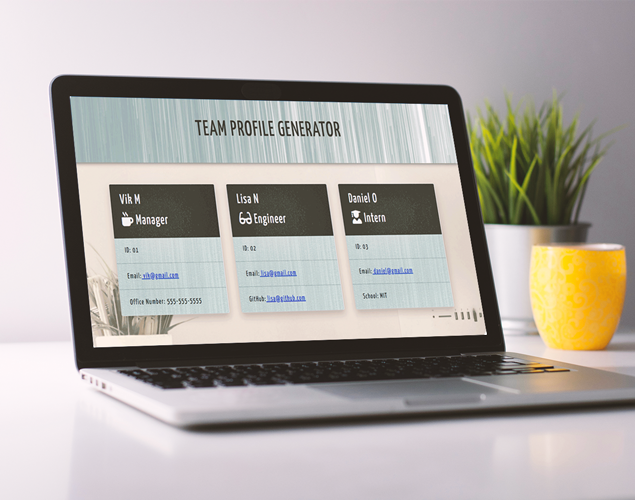 TEAM PROFILE GENERATOR
Vik M
Manager
ID: 01
Email: vik@gmail.com
Office Number: 555-555-5555
Lisa N
Engineer
ID: 02
Email: lisa@gmail.com
GitHub: lisa@github.com
Daniel O
Intern
ID: 03
Email: daniel@gmail.com
School: MIT